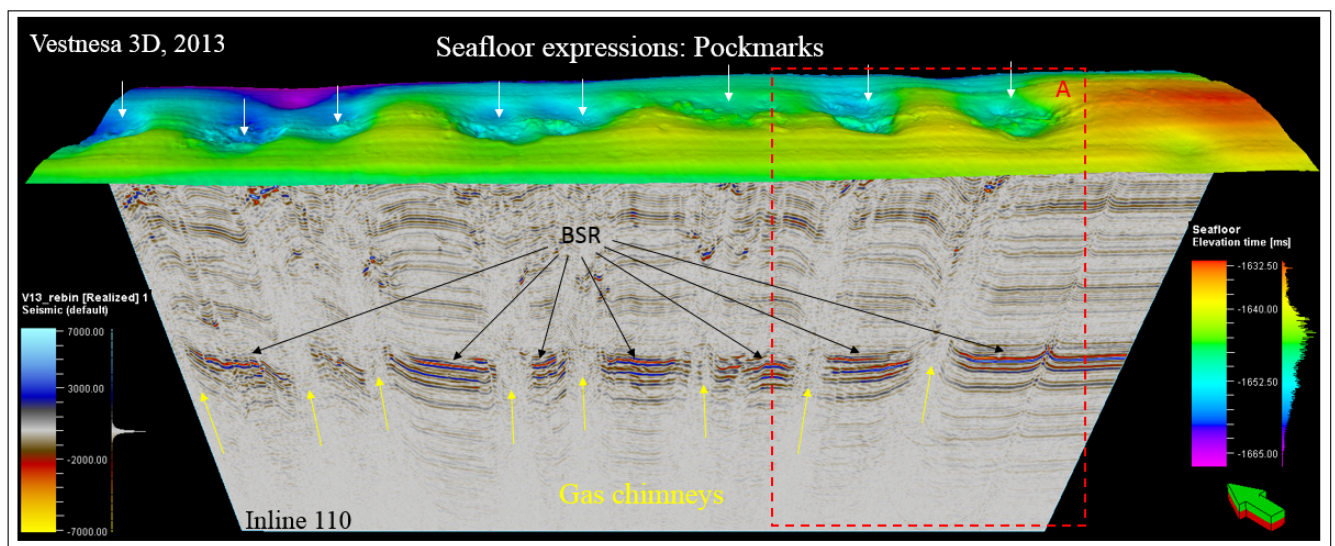 Vestnesa 3D, 2013
Seafloor expressions: Pockmarks
A
BSR
Seafloor
Elevation time [ms]
-1632.50
-1640.00
-1652.50
-1665.00
V13_rebin [Realized] 1
Seismic (default)
7000.00
3000.00
-2000.00
-7000.00
Gas chimneys
Inline 110